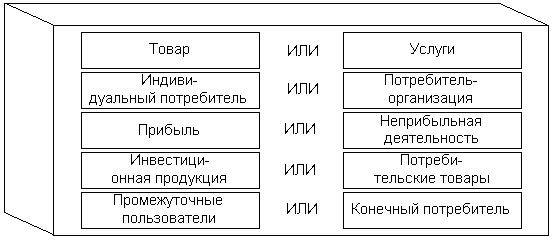 Товар ИЛИ Услуги
Индиви- ИЛИ Потребитель-
дуальный потребитель организация
Прибыль ИЛИ Неприбыльная
деятельность
Инвестици- ИЛИ Потреби-
онная продукция тельские товары
Промежуточные ИЛИ Конечный потребитель
пользователи